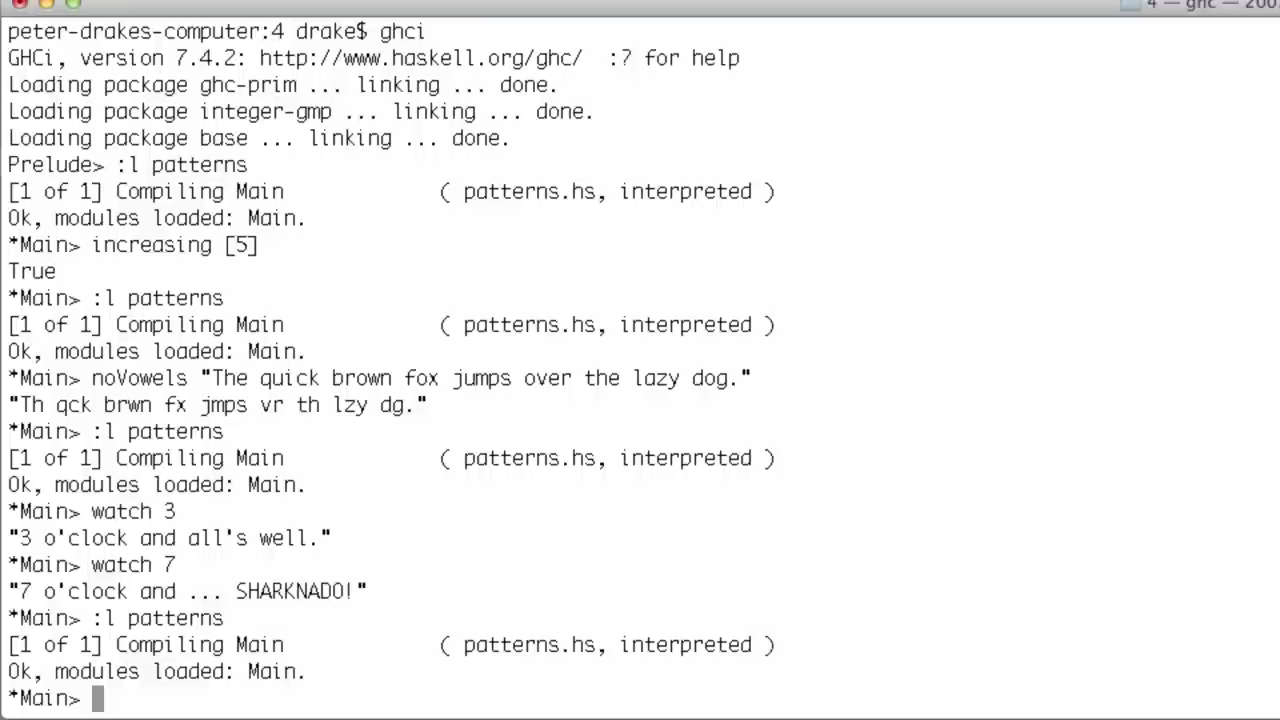 4 — ghc — 200
peter-drakes-computer:4 drake$ ghci
GHCi, version 7.4.2: http://www.haskell.org/ghc/  :? for help
Loading package ghc-prim ... linking ... done.
Loading package integer-gmp ... linking ... done.
Loading package base ... linking ... done.
Prelude> :l patterns
[1 of 1] Compiling Main             ( patterns.hs, interpreted )
Ok, modules loaded: Main.
*Main> increasing [5]
True
*Main> :l patterns
[1 of 1] Compiling Main             ( patterns.hs, interpreted )
Ok, modules loaded: Main.
*Main> noVowels "The quick brown fox jumps over the lazy dog."
"Th qck brwn fx jmps vr th lzy dg."
*Main> :l patterns
[1 of 1] Compiling Main             ( patterns.hs, interpreted )
Ok, modules loaded: Main.
*Main> watch 3
"3 o'clock and all's well."
*Main> watch 7
"7 o'clock and ... SHARKNADO!"
*Main> :l patterns
[1 of 1] Compiling Main             ( patterns.hs, interpreted )
Ok, modules loaded: Main.
*Main>